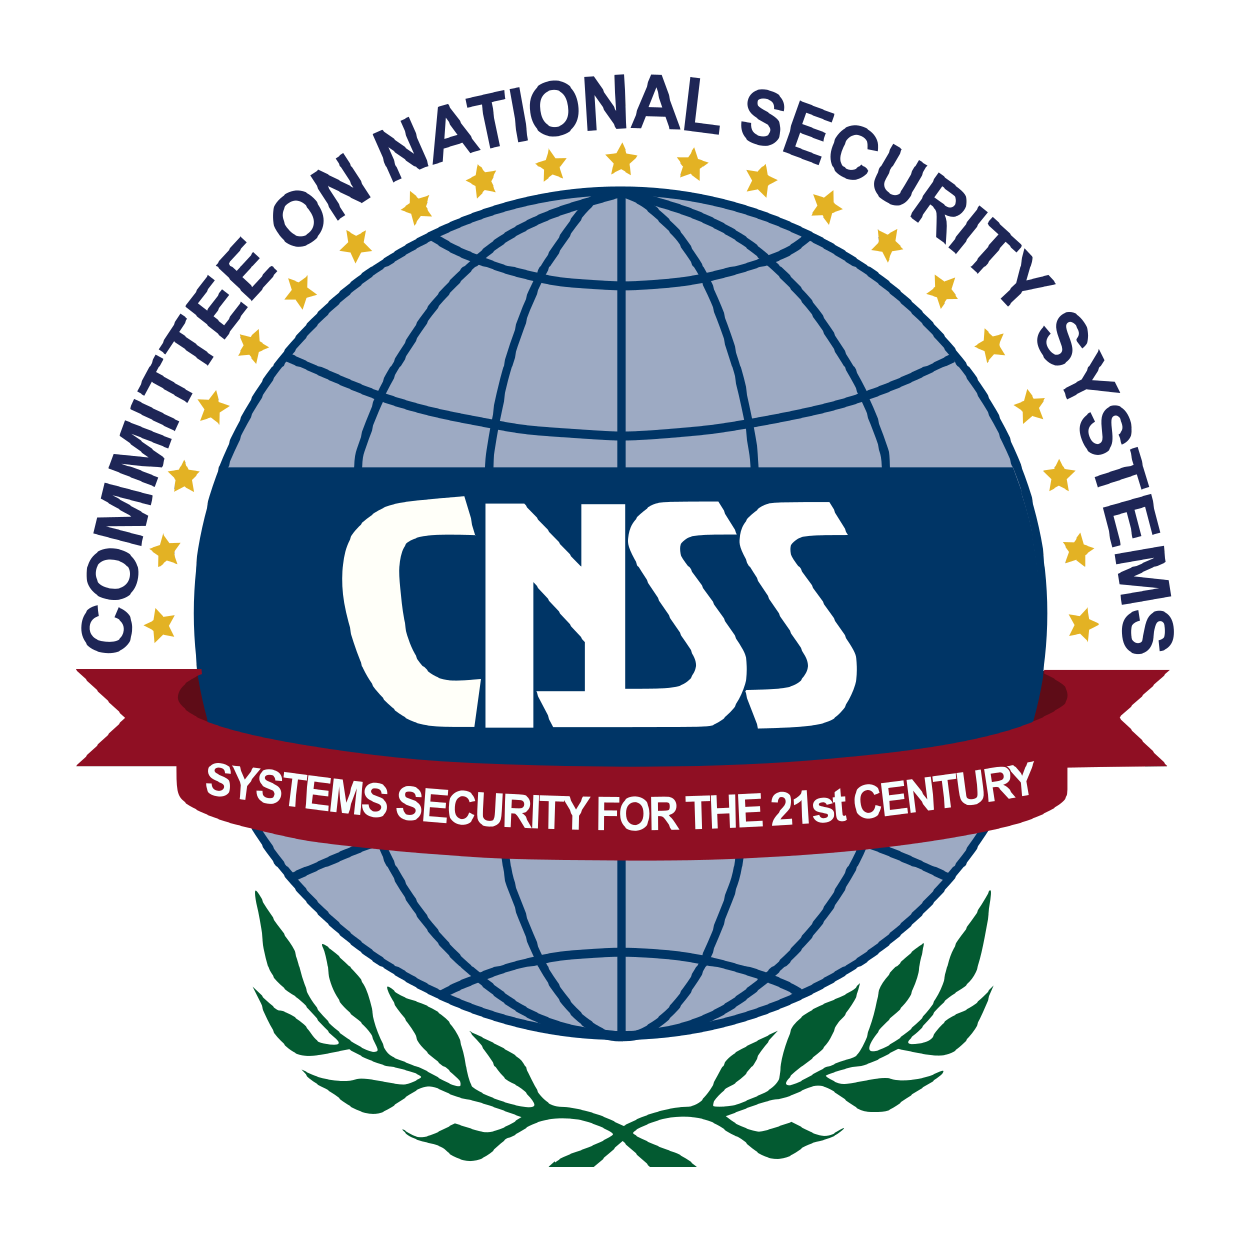 COMMITTEE ON NATIONAL SECURITY SYSTEMS
CNSS
SYSTEMS SECURITY FOR THE 21st CENTURY